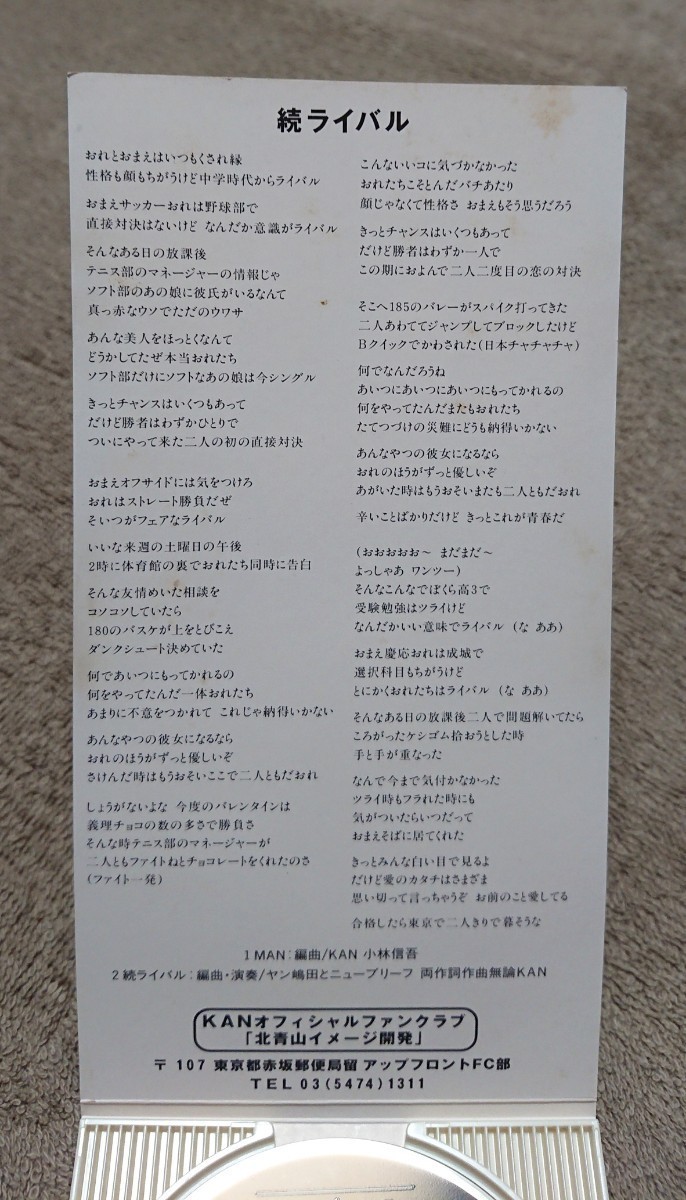 続ライバル
おれとおまえはいつもくされ縁
性格も顔もちがうけど中学時代からライバル
おまえサッカーおれは野球部で
直接対決はないけど なんだか意識がライバル
そんなある日の放課後
テニス部のマネージャーの情報じゃ
ソフト部のあの娘に彼氏がいるなんて
真っ赤なウソでただのウワサ
あんな美人をほっとくなんて
どうかしてたぜ本当おれたち
ソフト部だけにソフトなあの娘は今シングル
きっとチャンスはいくつもあって
だけど勝者はわずかひとりで
ついにやって来た二人の初の直接対決
おまえオフサイドには気をつけろ
おれはストレート勝負だぜ
そいつがフェアなライバル
いいな来週の土曜日の午後
2時に体育館の裏でおれたち同時に告白
そんな友情めいた相談を
コソコソしていたら
180のバスケが上をとびこえ
ダンクシュート決めていた
何であいつにもってかれるの
何をやってたんだ一体おれたち
あまりに不意をつかれて これじゃ納得いかない
あんなやつの彼女になるなら
おれのほうがずっと優しいぞ
さけんだ時はもうおそいここで二人ともだおれ
しょうがないよな 今度のバレンタインは
義理チョコの数の多さで勝負さ
そんな時テニス部のマネージャーが
二人ともファイトねとチョコレートをくれたのさ
(ファイト一発)
こんないいコに気づかなかった
おれたちこそとんだバチあたり
顔じゃなくて性格さ おまえもそう思うだろう
きっとチャンスはいくつもあって
だけど勝者はわずか一人で
この期におよんで二人二度目の恋の対決
そこへ185のバレーがスパイク打ってきた
二人あわててジャンプしてブロックしたけど
Bクイックでかわされた(日本チャチャチャ)
何でなんだろうね
あいつにあいつにあいつにもってかれるの
何をやってたんだまたもおれたち
たてつづけの災難にどうも納得いかない
あんなやつの彼女になるなら
おれのほうがずっと優しいぞ
あがいた時はもうおそいまたも二人ともだおれ
辛いことばかりだけど きっとこれが青春だ
(おおおおお〜 まだまだ〜
よっしゃあ ワンツー)
そんなこんなでぼくら高3で
受験勉強はツライけど
なんだかいい意味でライバル (な ああ)
おまえ慶応おれは成城で
選択科目もちがうけど
とにかくおれたちはライバル (な ああ)
そんなある日の放課後二人で問題解いてたら
ころがったケシゴム拾おうとした時
手と手が重なった
なんで今まで気付かなかった
ツライ時もフラれた時にも
気がついたらいつだって
おまえそばに居てくれた
きっとみんな白い目で見るよ
だけど愛のカタチはさまざま
思い切って言っちゃうぞ お前のこと愛してる
合格したら東京で二人きりで暮そうな
1 MAN：編曲/KAN 小林信吾
2 続ライバル：編曲・演奏/ヤン嶋田とニューブリーフ 両作詞作曲無論KAN
KANオフィシャルファンクラブ
「北青山イメージ開発」
〒 107 東京都赤坂郵便局留 アップフロントFC部
TEL 03(5474)1311